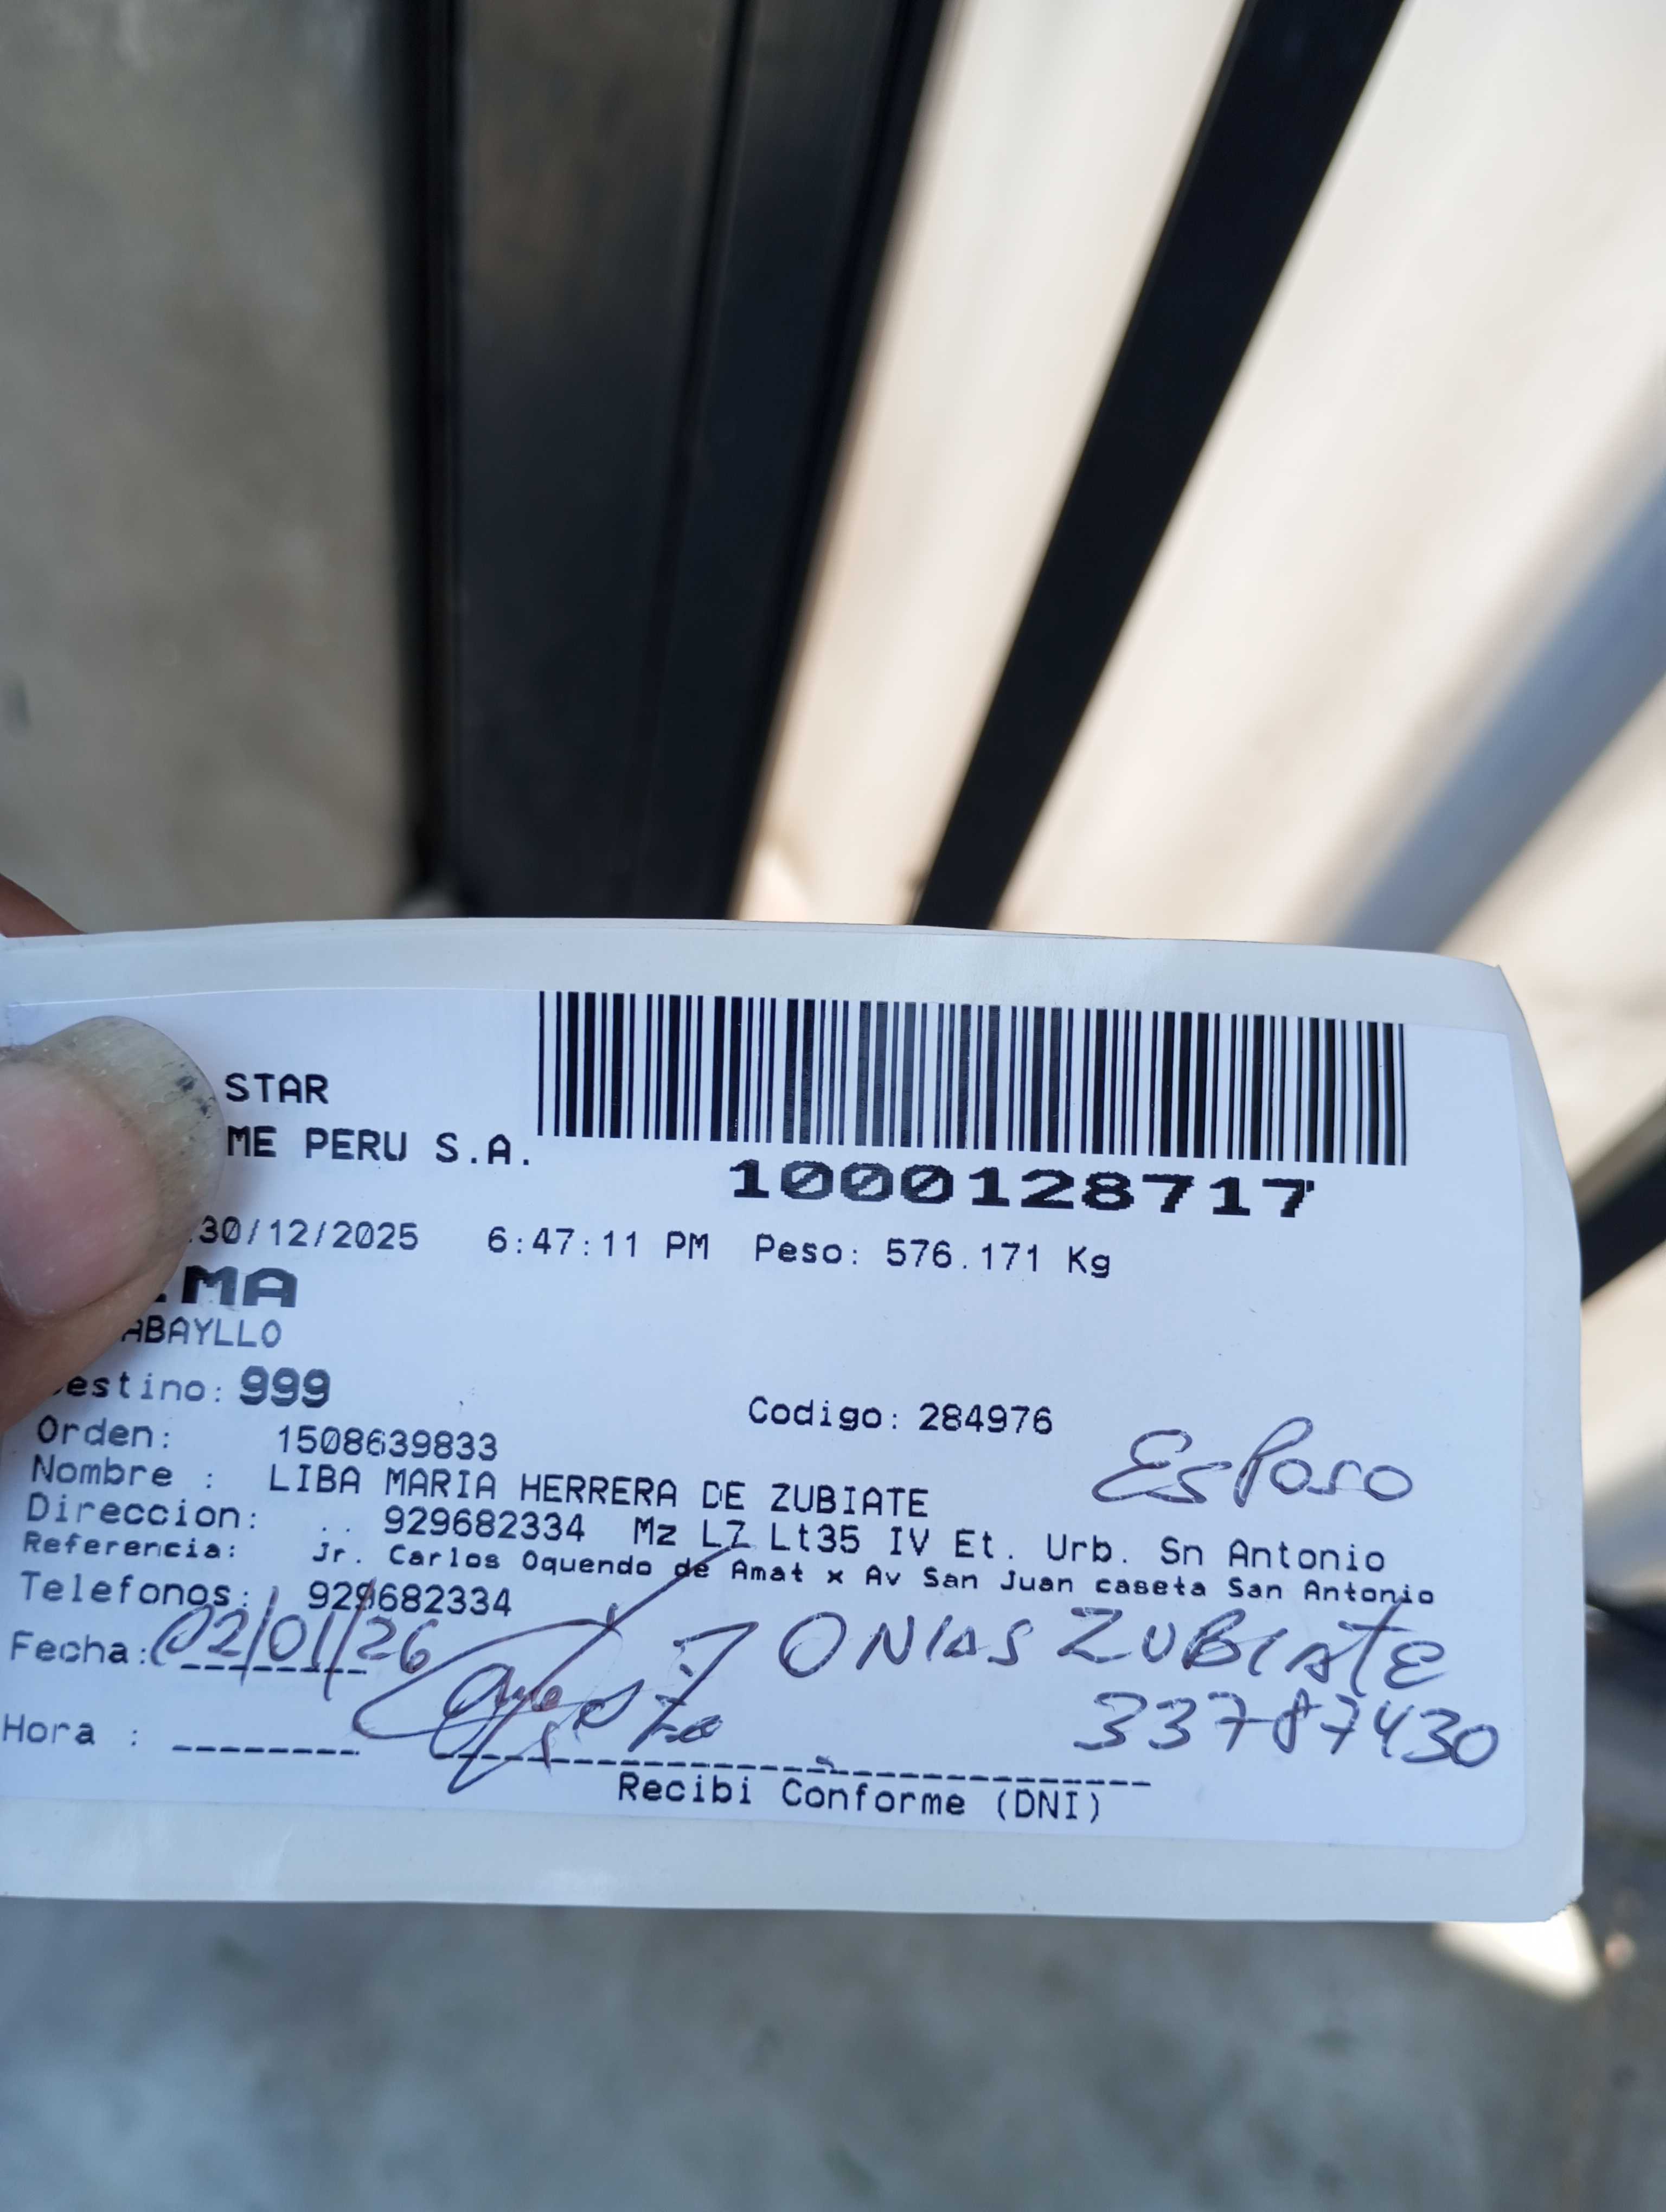 STAR
ME PERU S.A.
1000128717
30/12/2025 6:47:11 PM Peso: 576.171 Kg
MA
ABAYLLO
estino: 999
Codigo: 284976
Orden: 1508639833
Esposo
Nombre : LIBA MARIA HERRERA DE ZUBIATE
Direccion: .. 929682334 Mz L7 Lt35 IV Et. Urb. Sn Antonio
Referencia: Jr. Carlos Oquendo de Amat x Av San Juan caseta San Antonio
Telefonos: 929682334
Fecha: 02/01/26
ONIAS ZUBIATE
33787430
Hora :
Recibi Conforme (DNI)